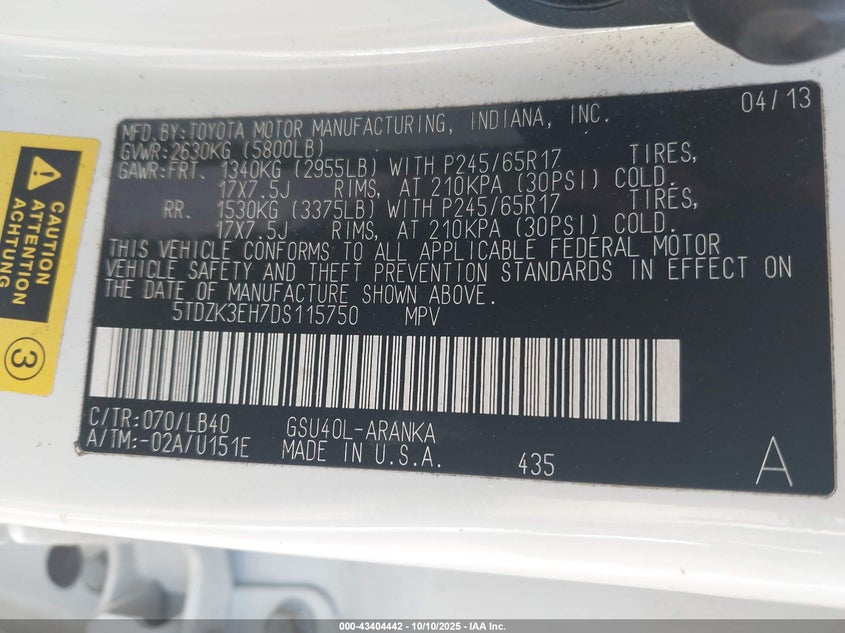 04/13
MFD.BY:TOYOTA MOTOR MANUFACTURING, INDIANA, INC.
GVWR:2630KG (5800LB)
GAWR:FRT. 1340KG (2955LB) WITH P245/65R17 TIRES,
17X7.5J RIMS, AT 210KPA (30PSI) COLD.
RR. 1530KG (3375LB) WITH P245/65R17 TIRES,
17X7.5J RIMS, AT 210KPA (30PSI) COLD.
THIS VEHICLE CONFORMS TO ALL APPLICABLE FEDERAL MOTOR
VEHICLE SAFETY AND THEFT PREVENTION STANDARDS IN EFFECT ON
THE DATE OF MANUFACTURE SHOWN ABOVE.
5TDZK3EH7DS115750 MPV
C/TR:070/LB40 GSU40L-ARANKA
A/TM:-02A/U151E MADE IN U.S.A. 435 A
CAUTION
ATTENTION
ACHTUNG
3
000-43404442 - 10/10/2025 - IAA Inc.